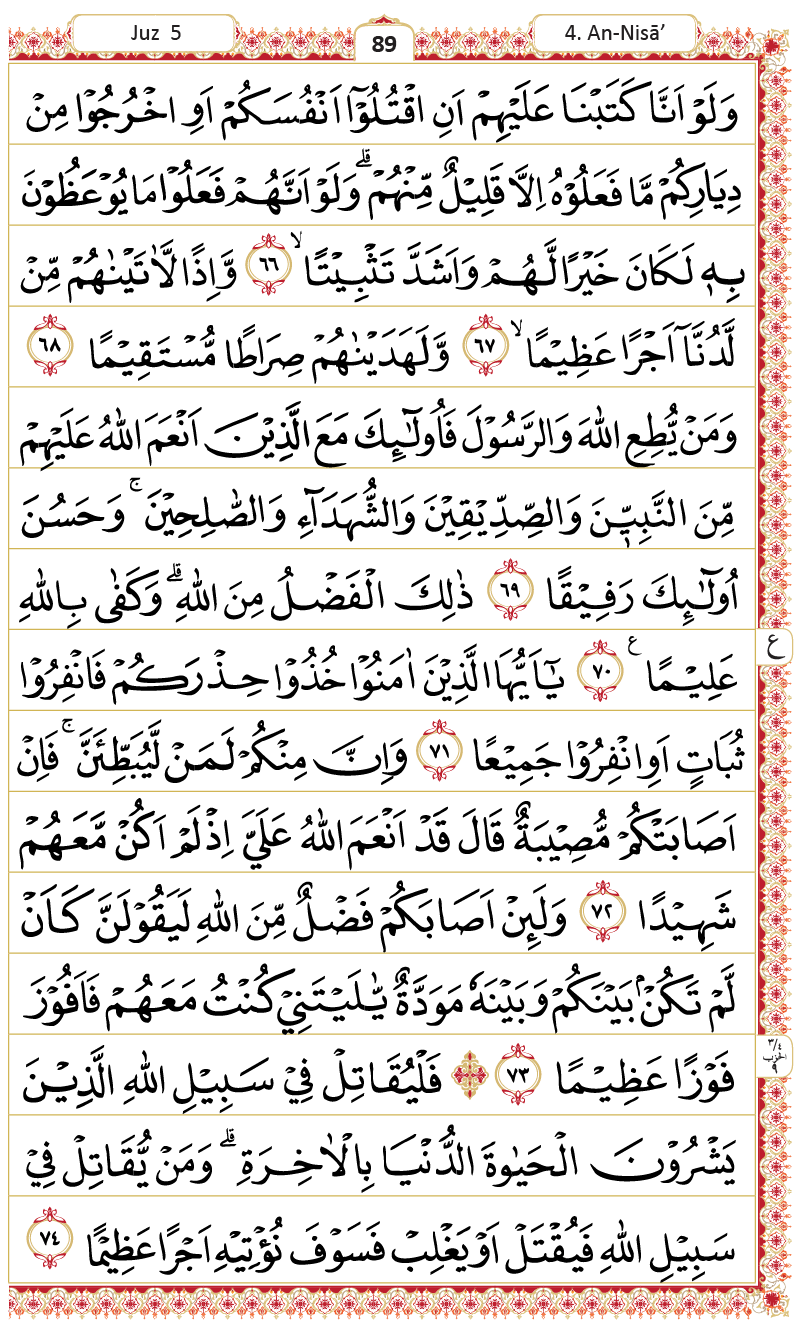 Juz 5
89
4. An-Nisā’
وَلَوْ اَنَّا كَتَبْنَا عَلَيْهِمْ اَنِ اقْتُلُوْٓا اَنْفُسَكُمْ اَوِ اخْرُجُوْا مِنْ
دِيَارِكُمْ مَّا فَعَلُوْهُ اِلَّا قَلِيْلٌ مِّنْهُمْ ۗ وَلَوْ اَنَّهُمْ فَعَلُوْا مَا يُوْعَظُوْنَ
بِهٖ لَكَانَ خَيْرًا لَّهُمْ وَاَشَدَّ تَثْبِيْتًا ۙ ٦٦ وَّاِذًا لَّاٰتَيْنٰهُمْ مِّنْ
لَّدُنَّآ اَجْرًا عَظِيْمًا ۙ ٦٧ وَّلَهَدَيْنٰهُمْ صِرَاطًا مُّسْتَقِيْمًا ٦٨
وَمَنْ يُّطِعِ اللّٰهَ وَالرَّسُوْلَ فَاُولٰۤىِٕكَ مَعَ الَّذِيْنَ اَنْعَمَ اللّٰهُ عَلَيْهِمْ
مِّنَ النَّبِيّٖنَ وَالصِّدِّيْقِيْنَ وَالشُّهَدَاۤءِ وَالصّٰلِحِيْنَ ۚ وَحَسُنَ
اُولٰۤىِٕكَ رَفِيْقًا ٦٩ ذٰلِكَ الْفَضْلُ مِنَ اللّٰهِ ۗ وَكَفٰى بِاللّٰهِ
عَلِيْمًا ࣖ ٧٠ يٰٓاَيُّهَا الَّذِيْنَ اٰمَنُوْا خُذُوْا حِذْرَكُمْ فَانْفِرُوْا
ع
ثُبَاتٍ اَوِ انْفِرُوْا جَمِيْعًا ٧١ وَاِنَّ مِنْكُمْ لَمَنْ لَّيُبَطِّئَنَّ ۚ فَاِنْ
اَصَابَتْكُمْ مُّصِيْبَةٌ قَالَ قَدْ اَنْعَمَ اللّٰهُ عَلَيَّ اِذْ لَمْ اَكُنْ مَّعَهُمْ
شَهِيْدًا ٧٢ وَلَىِٕنْ اَصَابَكُمْ فَضْلٌ مِّنَ اللّٰهِ لَيَقُوْلَنَّ كَاَنْ
لَّمْ تَكُنْۢ بَيْنَكُمْ وَبَيْنَهٗ مَوَدَّةٌ يّٰلَيْتَنِيْ كُنْتُ مَعَهُمْ فَاَفُوْزَ
٣/٤
الحزب
٩
فَوْزًا عَظِيْمًا ٧٣ ۞ فَلْيُقَاتِلْ فِيْ سَبِيْلِ اللّٰهِ الَّذِيْنَ
يَشْرُوْنَ الْحَيٰوةَ الدُّنْيَا بِالْاٰخِرَةِ ۗ وَمَنْ يُّقَاتِلْ فِيْ
سَبِيْلِ اللّٰهِ فَيُقْتَلْ اَوْ يَغْلِبْ فَسَوْفَ نُؤْتِيْهِ اَجْرًا عَظِيْمًا ٧٤